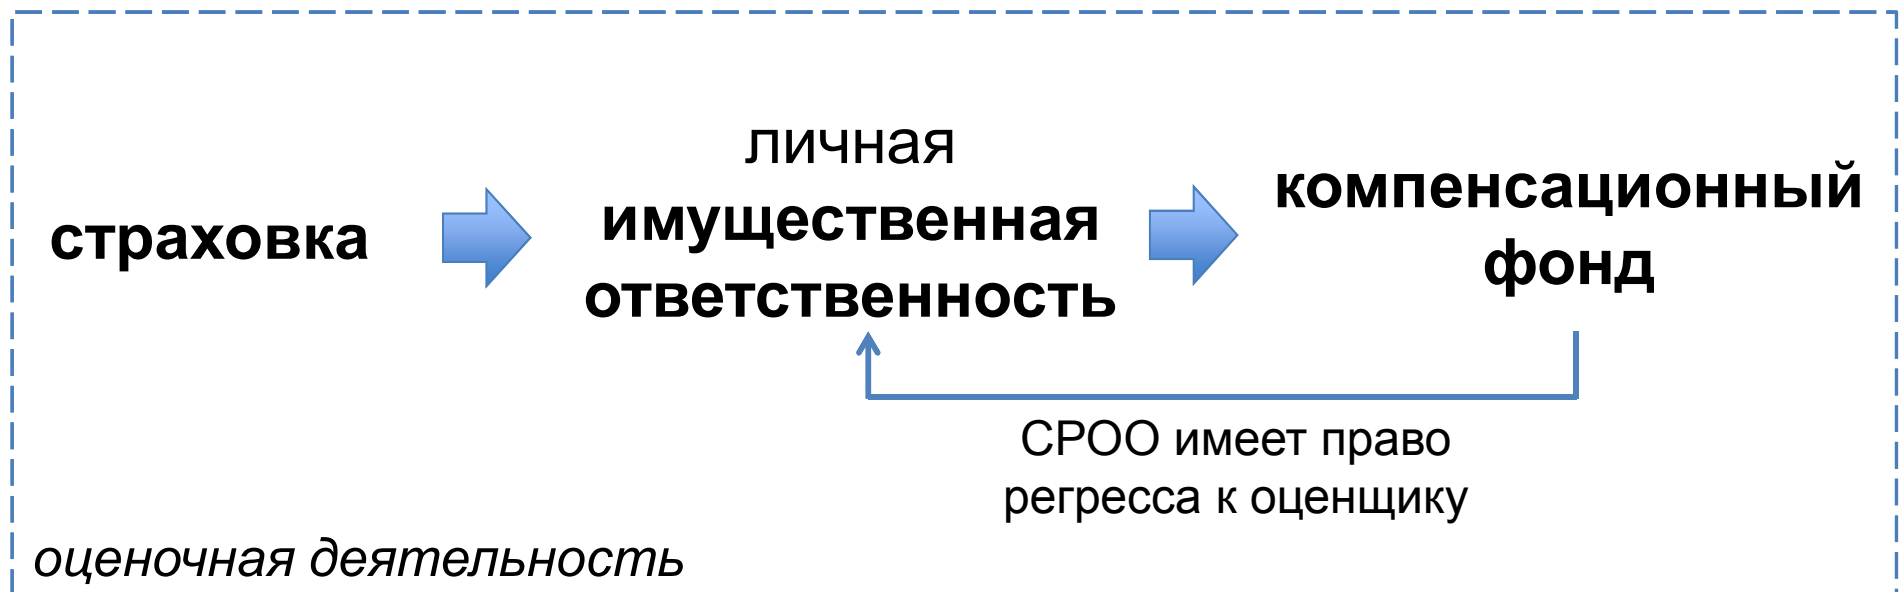 страховка
личная
имущественная
ответственность
компенсационный
фонд
СРОО имеет право
регресса к оценщику
оценочная деятельность